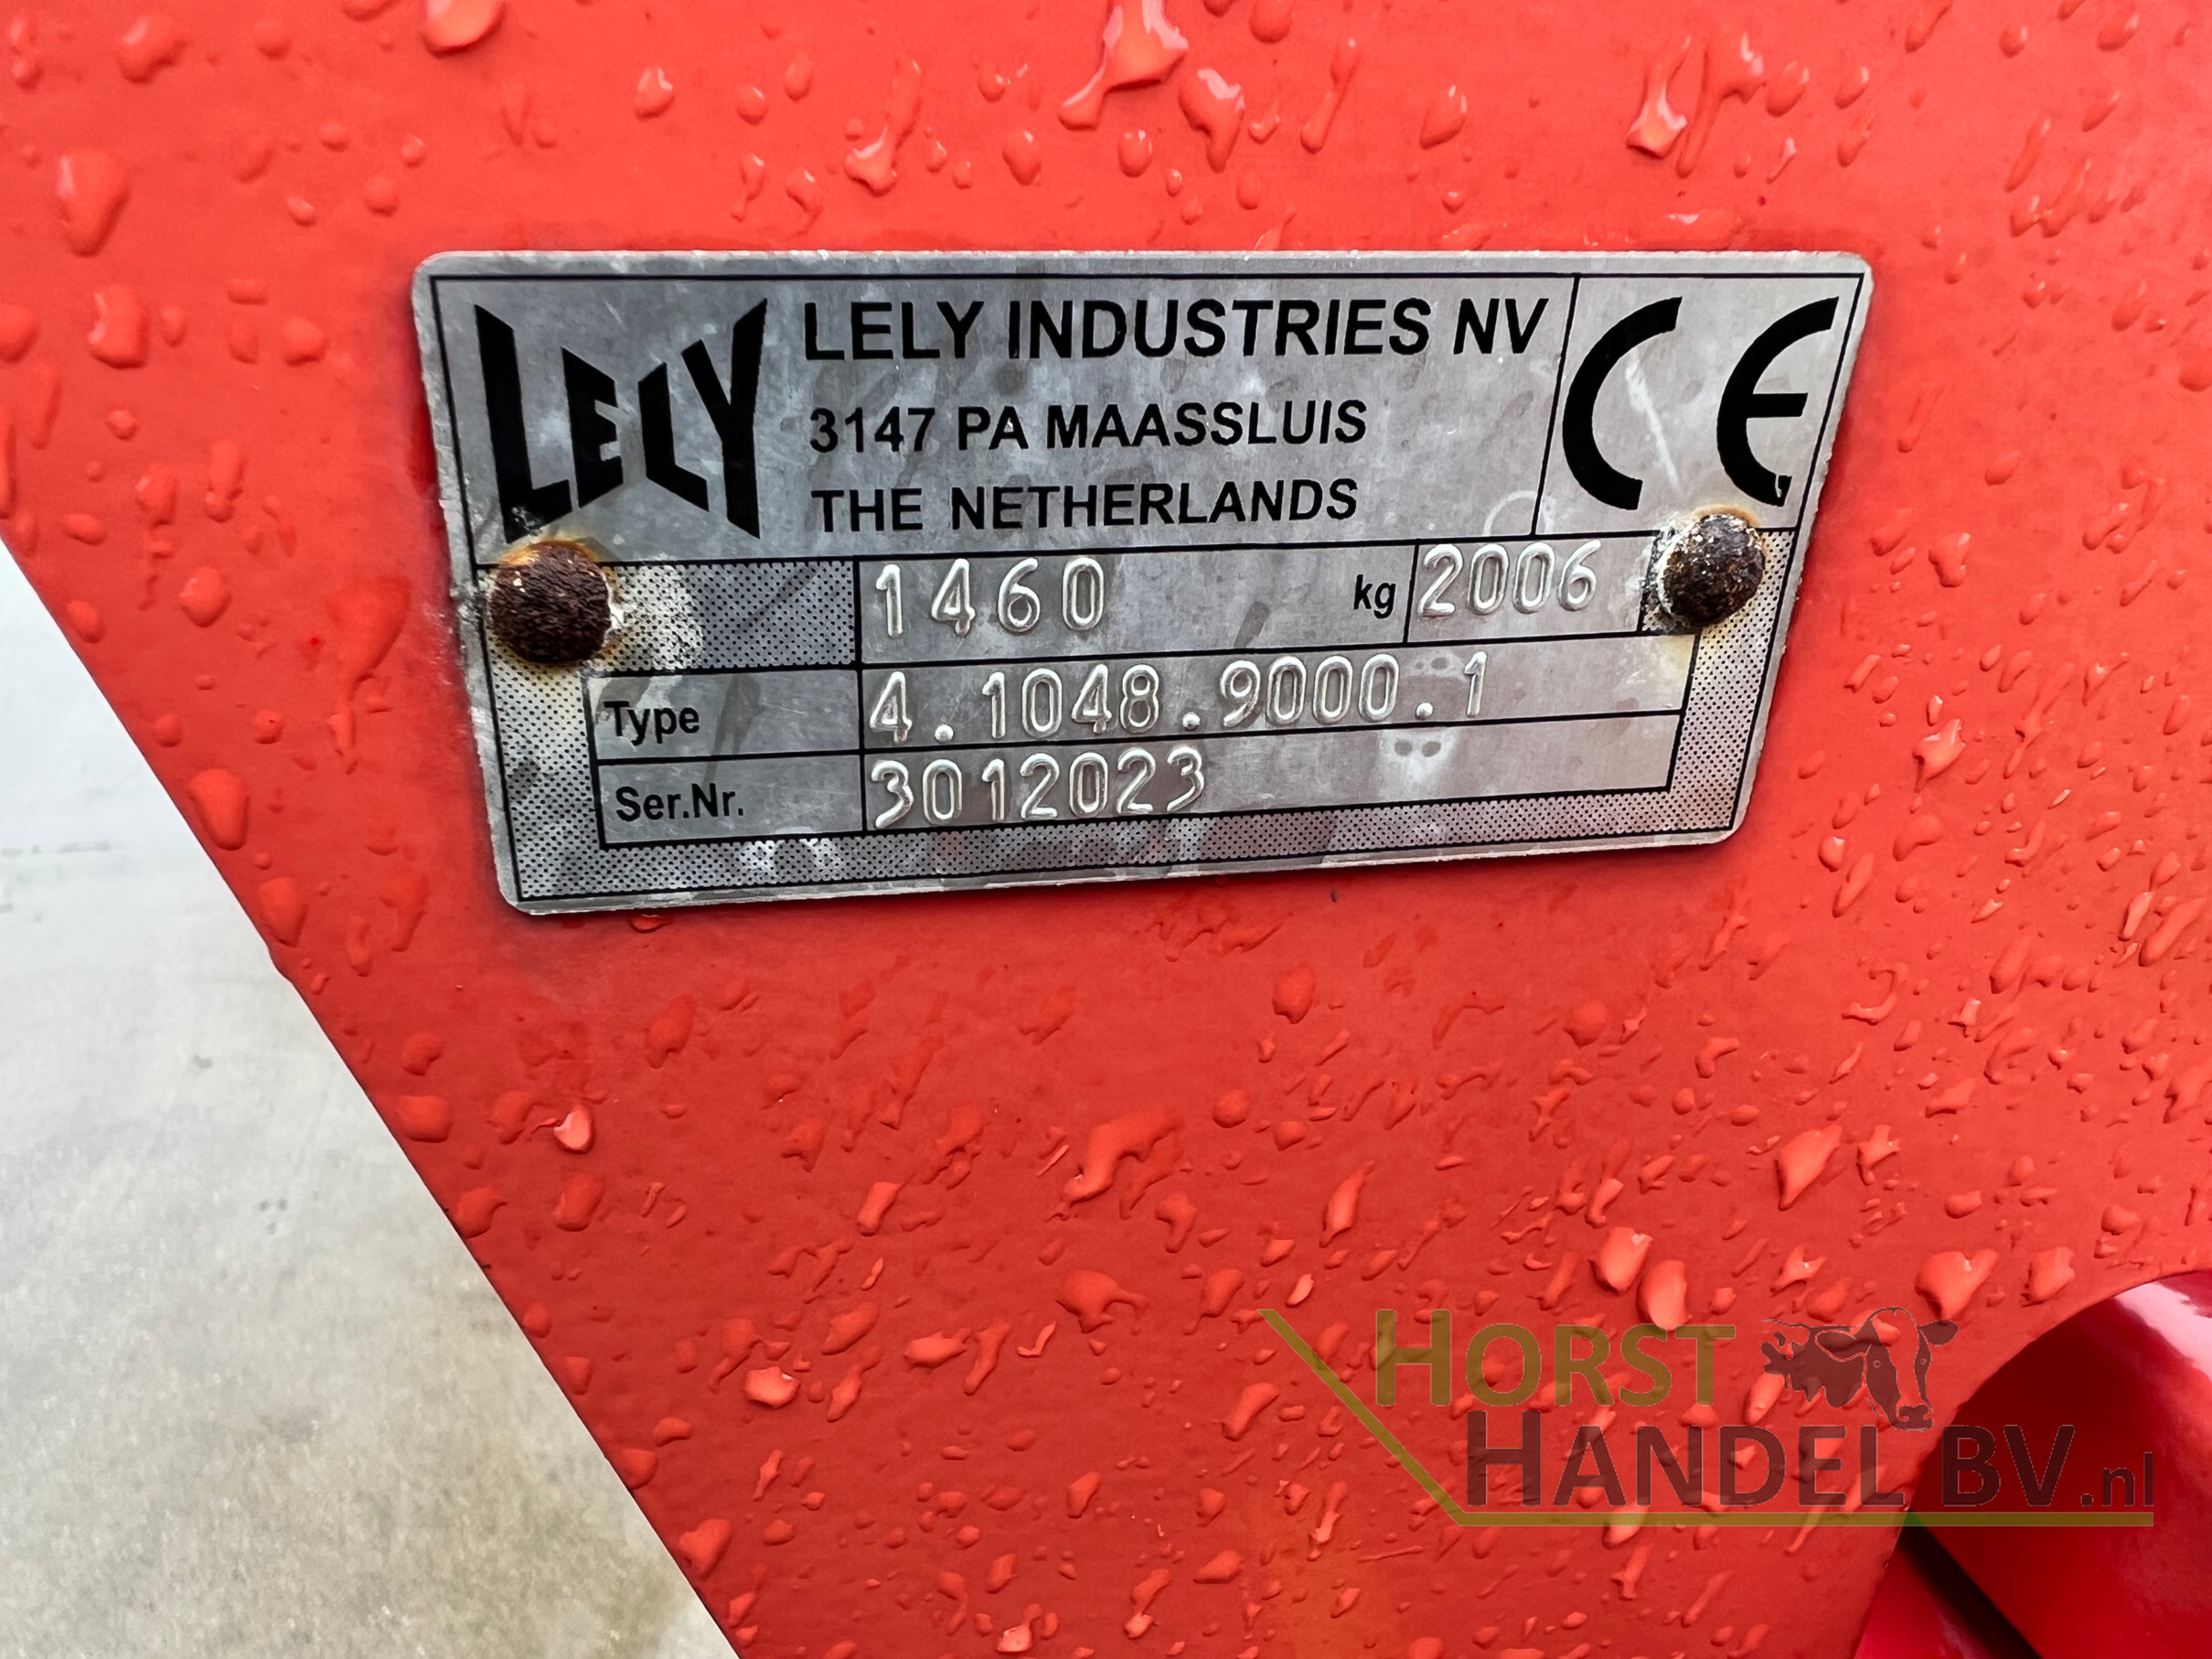 LELY
LELY INDUSTRIES NV
3147 PA MAASSLUIS
THE NETHERLANDS
CE
1460 kg 2006
Type 4.1048.9000.1
Ser.Nr. 3012023
HORST
HANDEL BV.nl